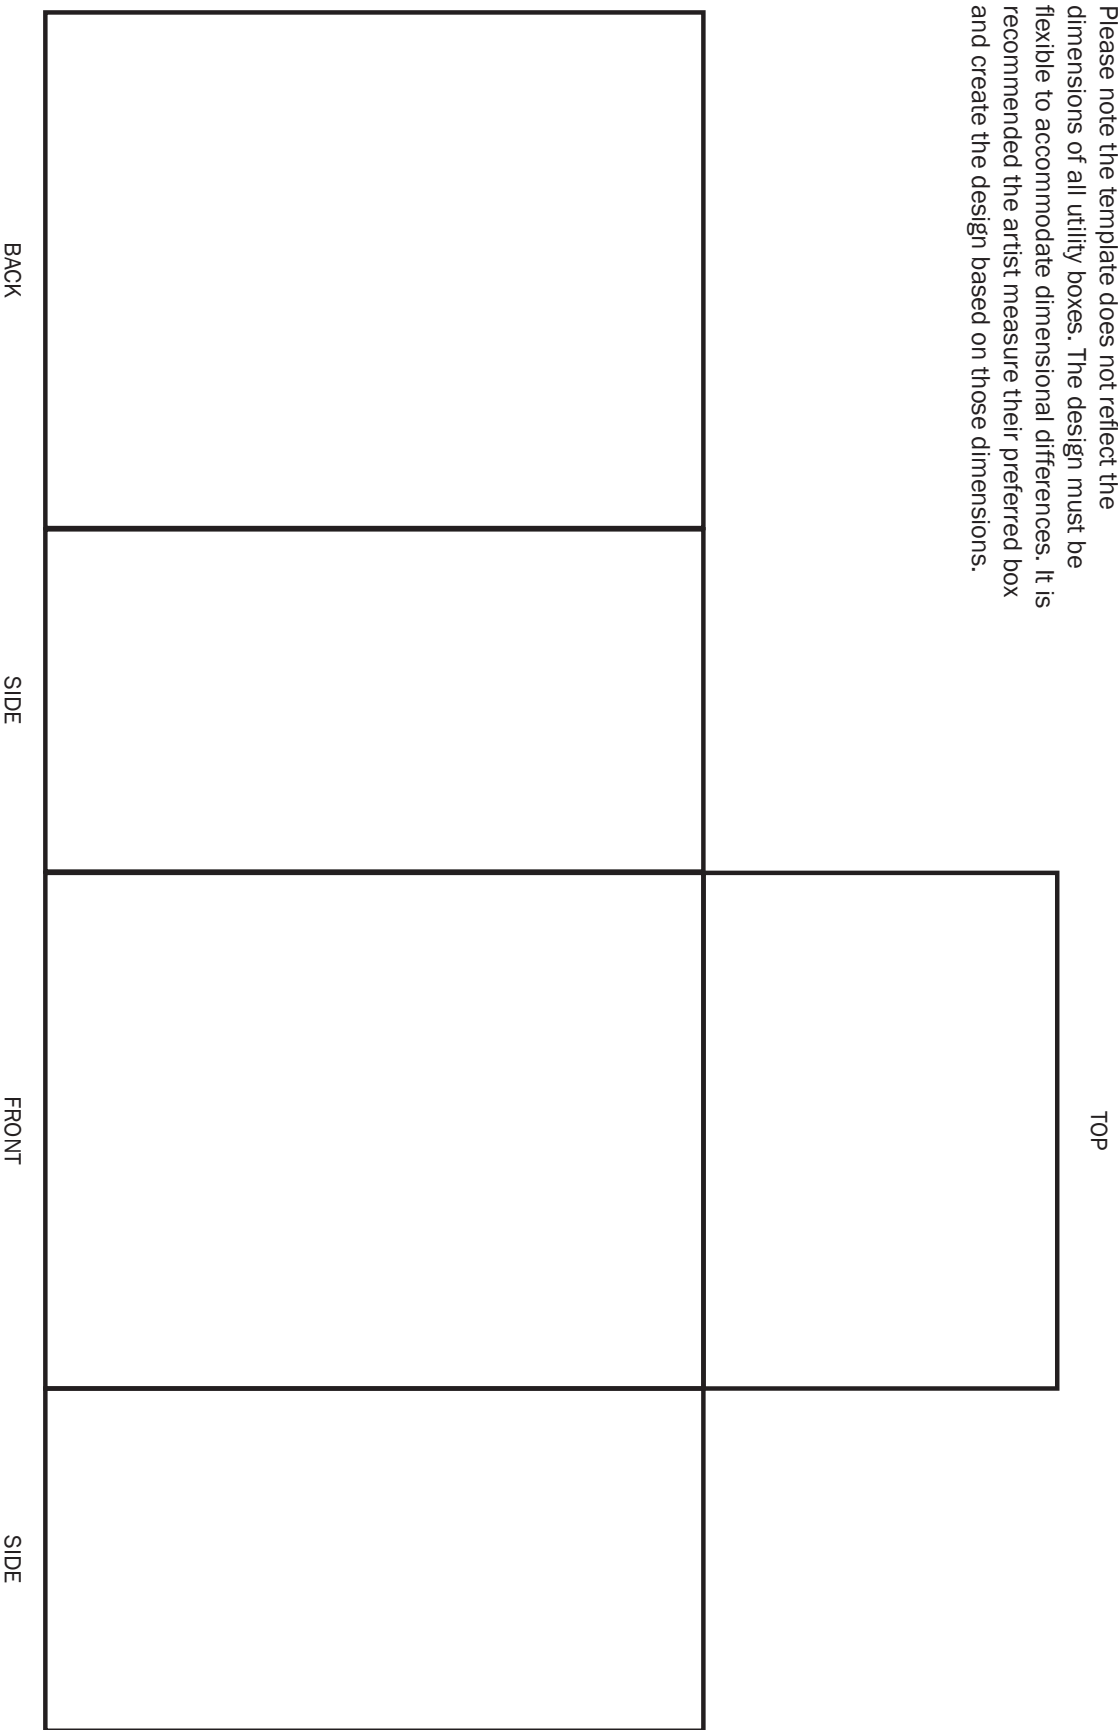 Please note the template does not reflect the
dimensions of all utility boxes. The design must be
flexible to accommodate dimensional differences. It is
recommended the artist measure their preferred box
and create the design based on those dimensions.
TOP
BACK
SIDE
FRONT
SIDE